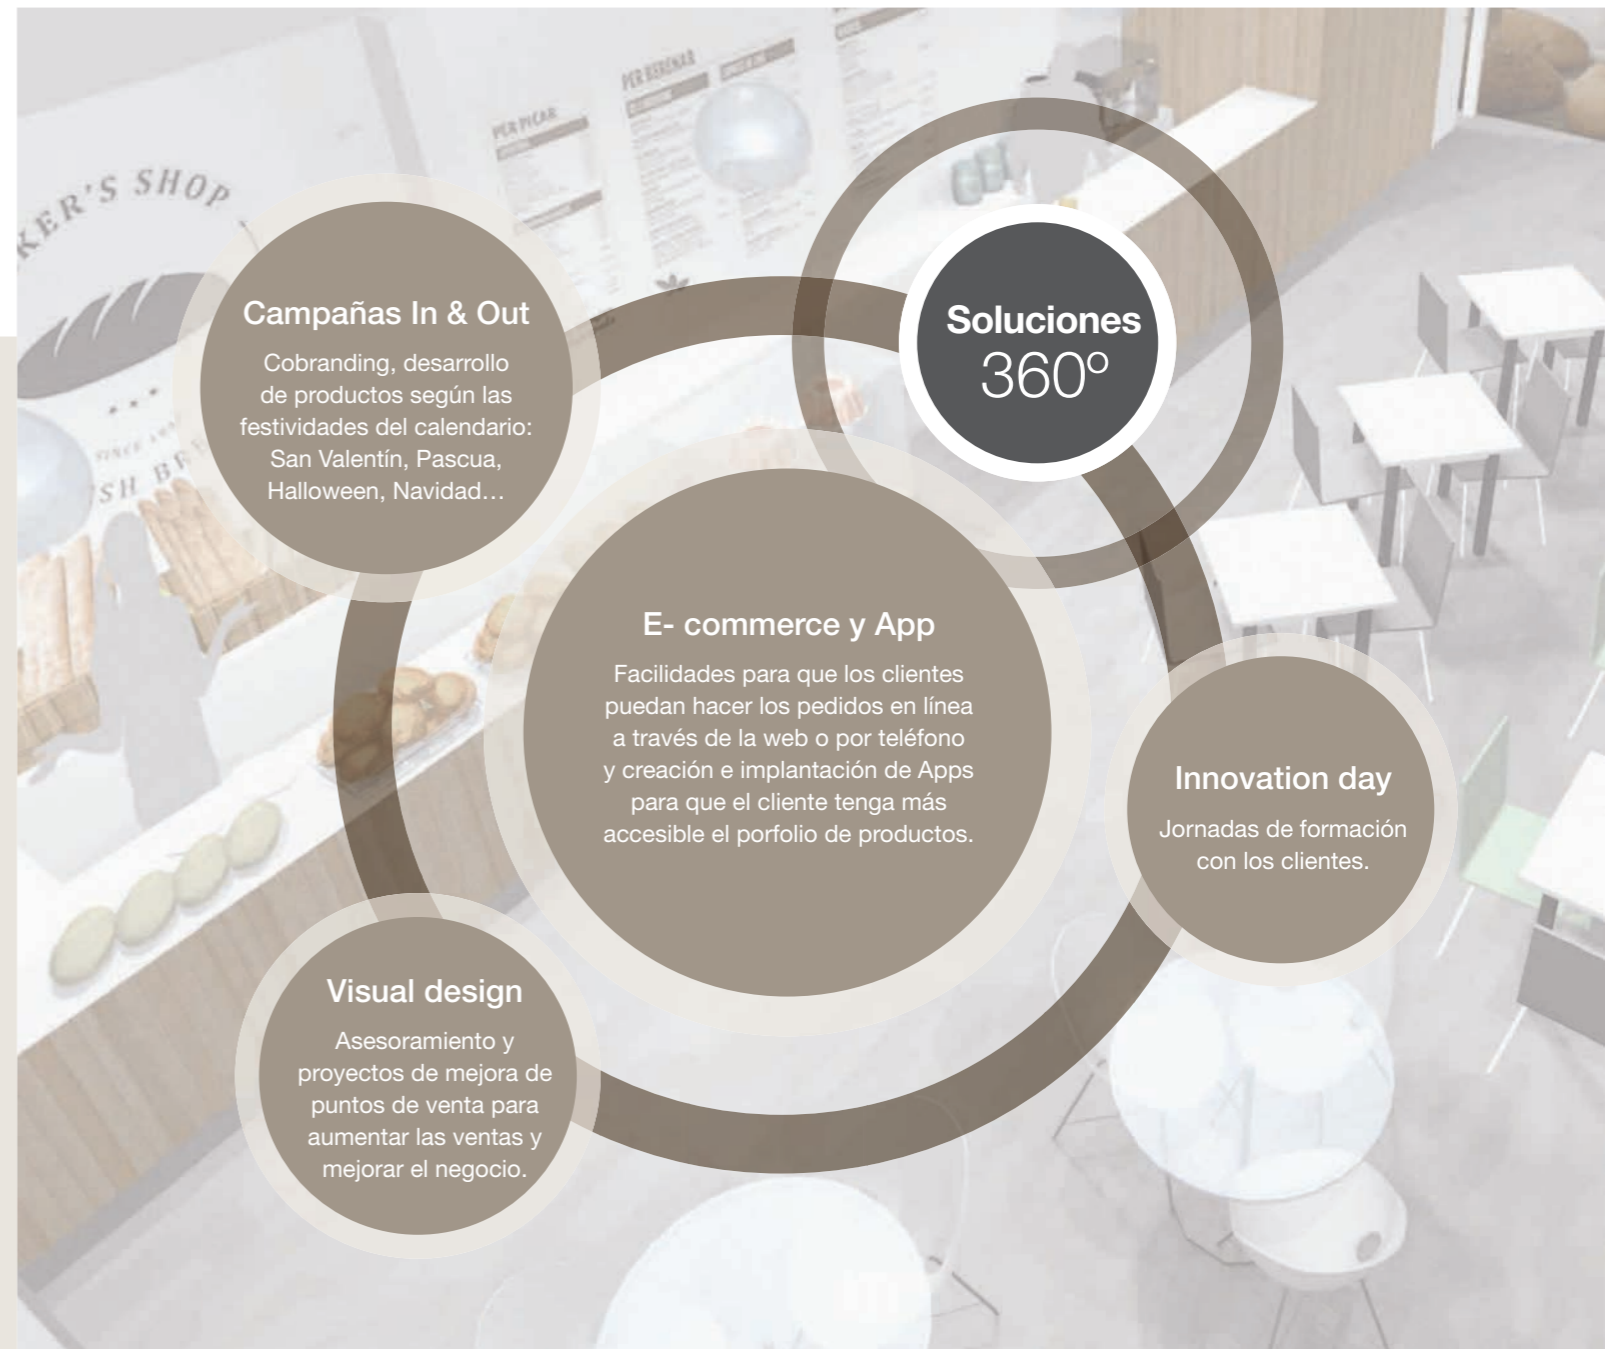 KER'S SHOP
PER PICAR
PER BERENAR
SINCE
SH
Campañas In & Out
Cobranding, desarrollo
de productos según las
festividades del calendario:
San Valentín, Pascua,
Halloween, Navidad…
Soluciones
360º
E- commerce y App
Facilidades para que los clientes
puedan hacer los pedidos en línea
a través de la web o por teléfono
y creación e implantación de Apps
para que el cliente tenga más
accesible el porfolio de productos.
Innovation day
Jornadas de formación
con los clientes.
Visual design
Asesoramiento y
proyectos de mejora de
puntos de venta para
aumentar las ventas y
mejorar el negocio.